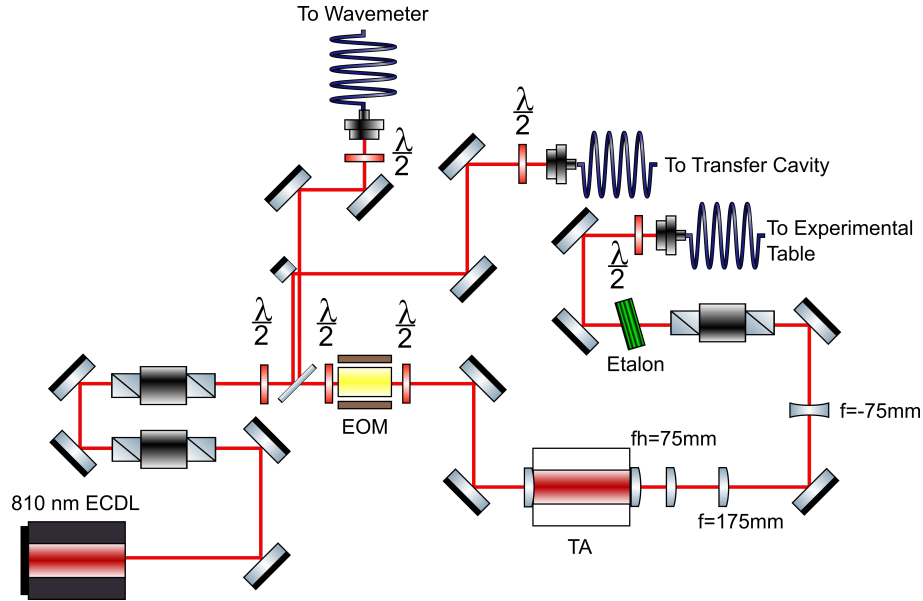 To Wavemeter
λ
2
λ
2
To Transfer Cavity
To Experimental
Table
λ
2
λ
2
λ
2
λ
2
Etalon
EOM
f=-75mm
fh=75mm
810 nm ECDL
f=175mm
TA